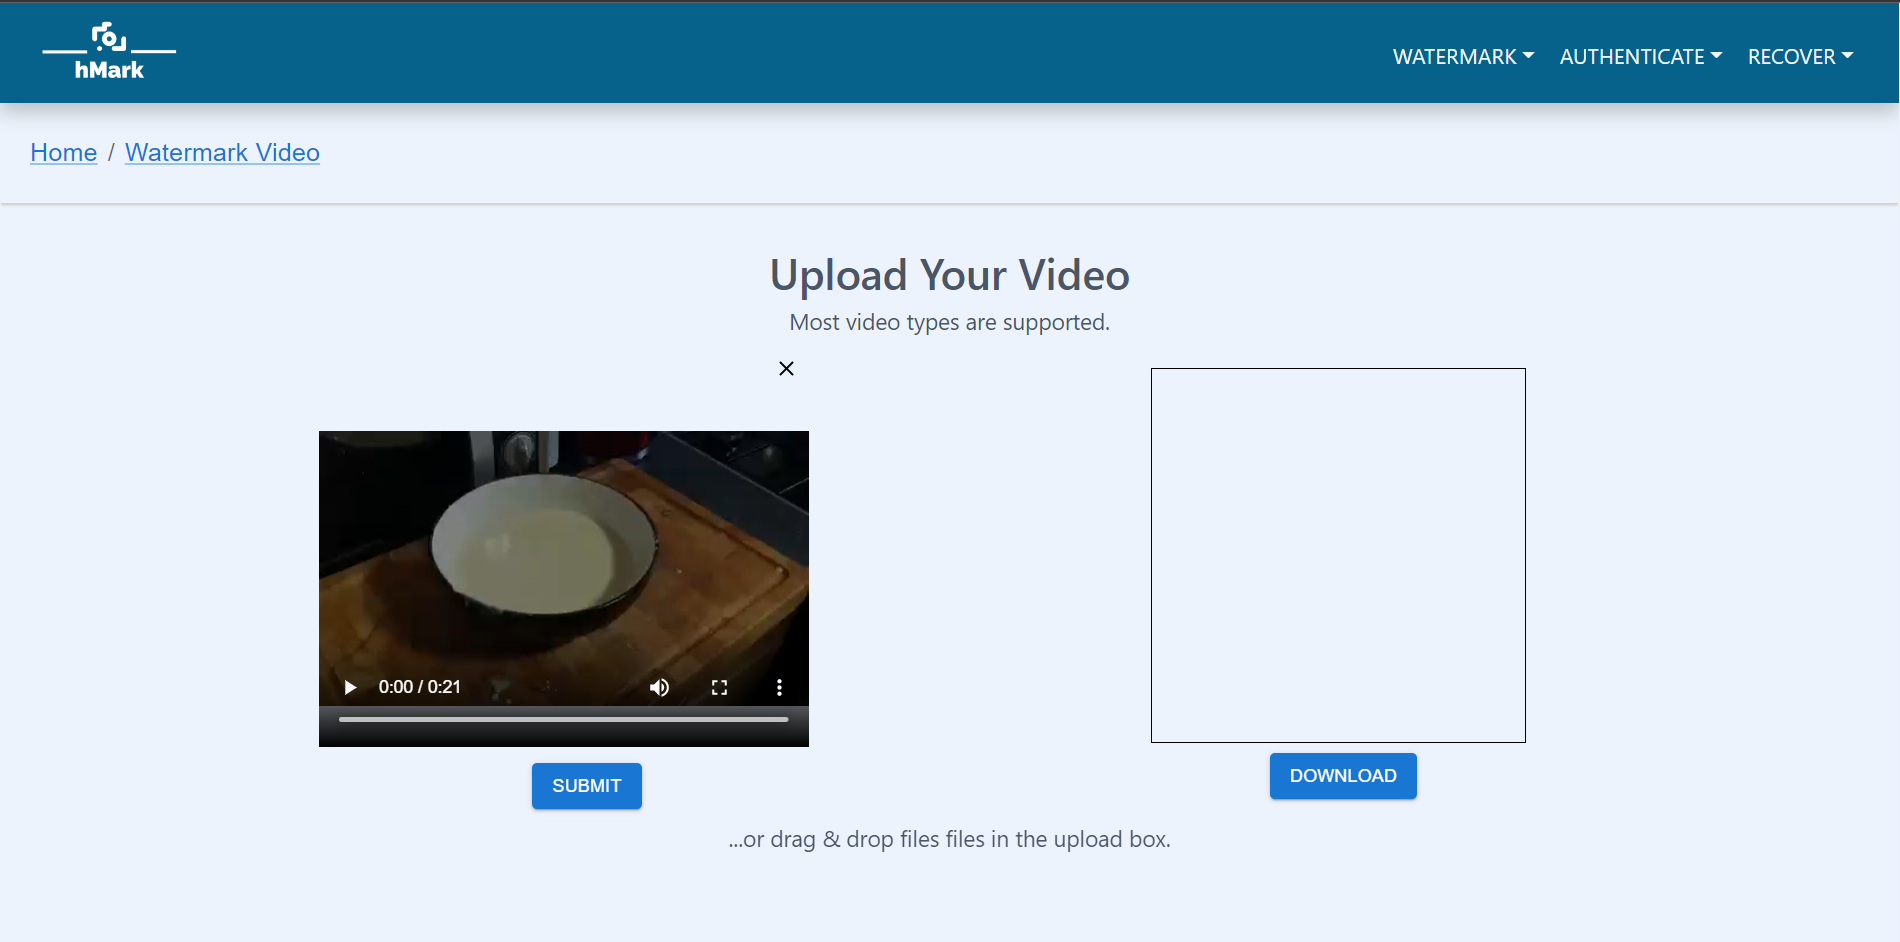 hMark
WATERMARK AUTHENTICATE RECOVER
Home / Watermark Video
Upload Your Video
Most video types are supported.
0:00 / 0:21
SUBMIT
DOWNLOAD
...or drag & drop files files in the upload box.